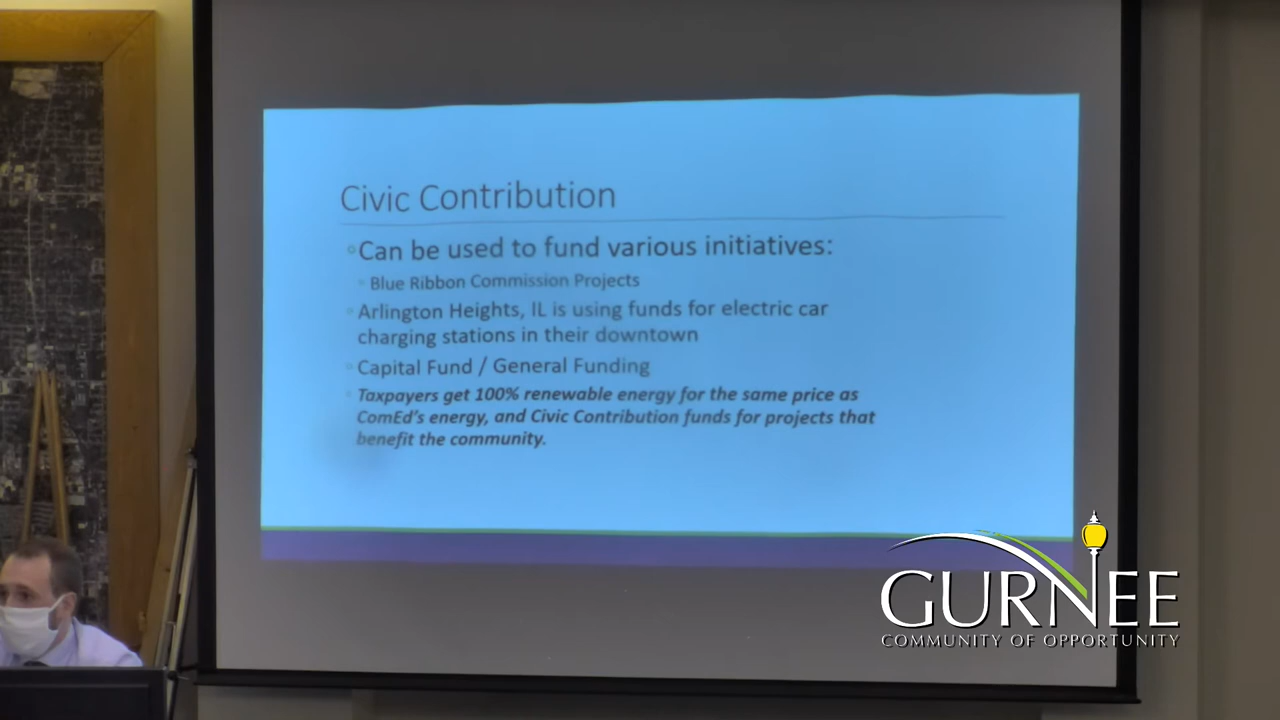 Civic Contribution
Can be used to fund various initiatives:
Blue Ribbon Commission Projects
Arlington Heights, IL is using funds for electric car
charging stations in their downtown
Capital Fund / General Funding
Taxpayers get 100% renewable energy for the same price as
ComEd's energy, and Civic Contribution funds for projects that
benefit the community.
GURNEE
COMMUNITY OF OPPORTUNITY